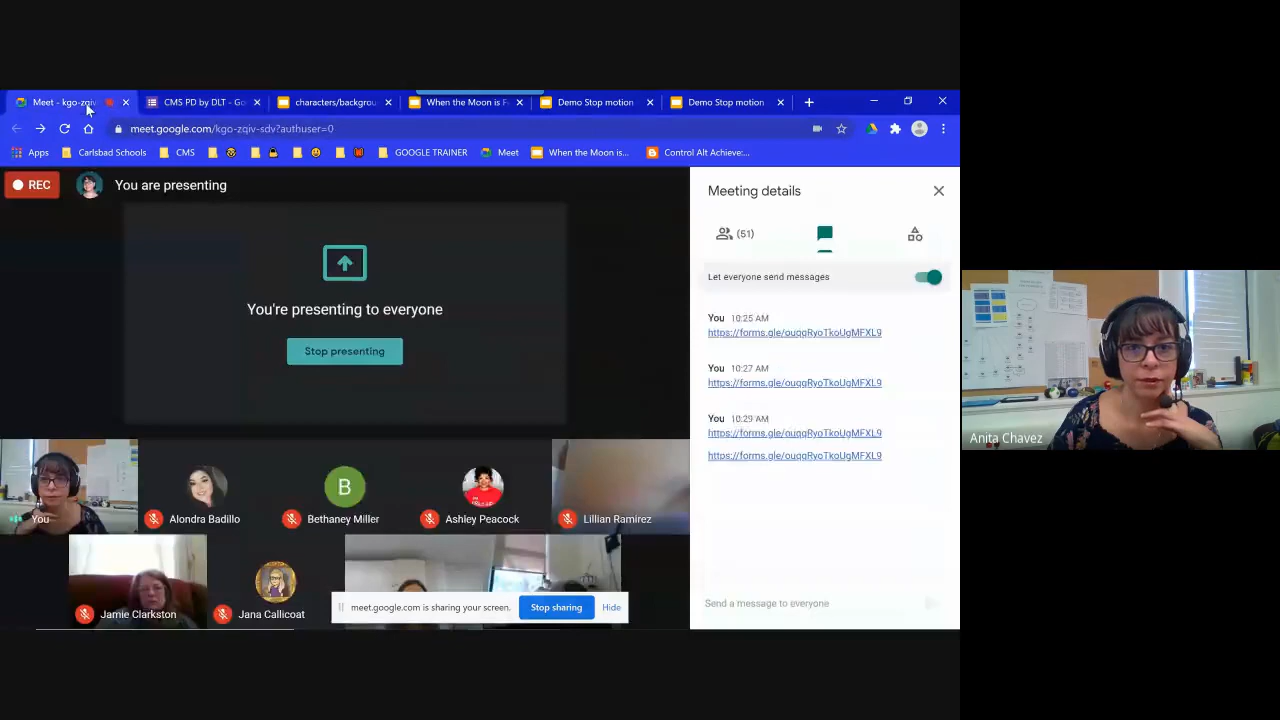 Meet - kgo-zqiv
CMS PD by DLT - Go
characters/backgrou
When the Moon is F
Demo Stop motion
Demo Stop motion
meet.google.com/kgo-zqiv-sdv?authuser=0
Apps
Carlsbad Schools
CMS
GOOGLE TRAINER
Meet
When the Moon is...
Control Alt Achieve:...
REC
You are presenting
You're presenting to everyone
Stop presenting
Meeting details
(51)
Let everyone send messages
You 10:25 AM
https://forms.gle/ouqqRyoTkoUgMFXL9
You 10:27 AM
https://forms.gle/ouqqRyoTkoUgMFXL9
You 10:29 AM
https://forms.gle/ouqqRyoTkoUgMFXL9
https://forms.gle/ouqqRyoTkoUgMFXL9
Send a message to everyone
You
Alondra Badillo
B
Bethaney Miller
Ashley Peacock
Lillian Ramirez
Jamie Clarkston
Jana Callicoat
meet.google.com is sharing your screen.
Stop sharing
Hide
Anita Chavez